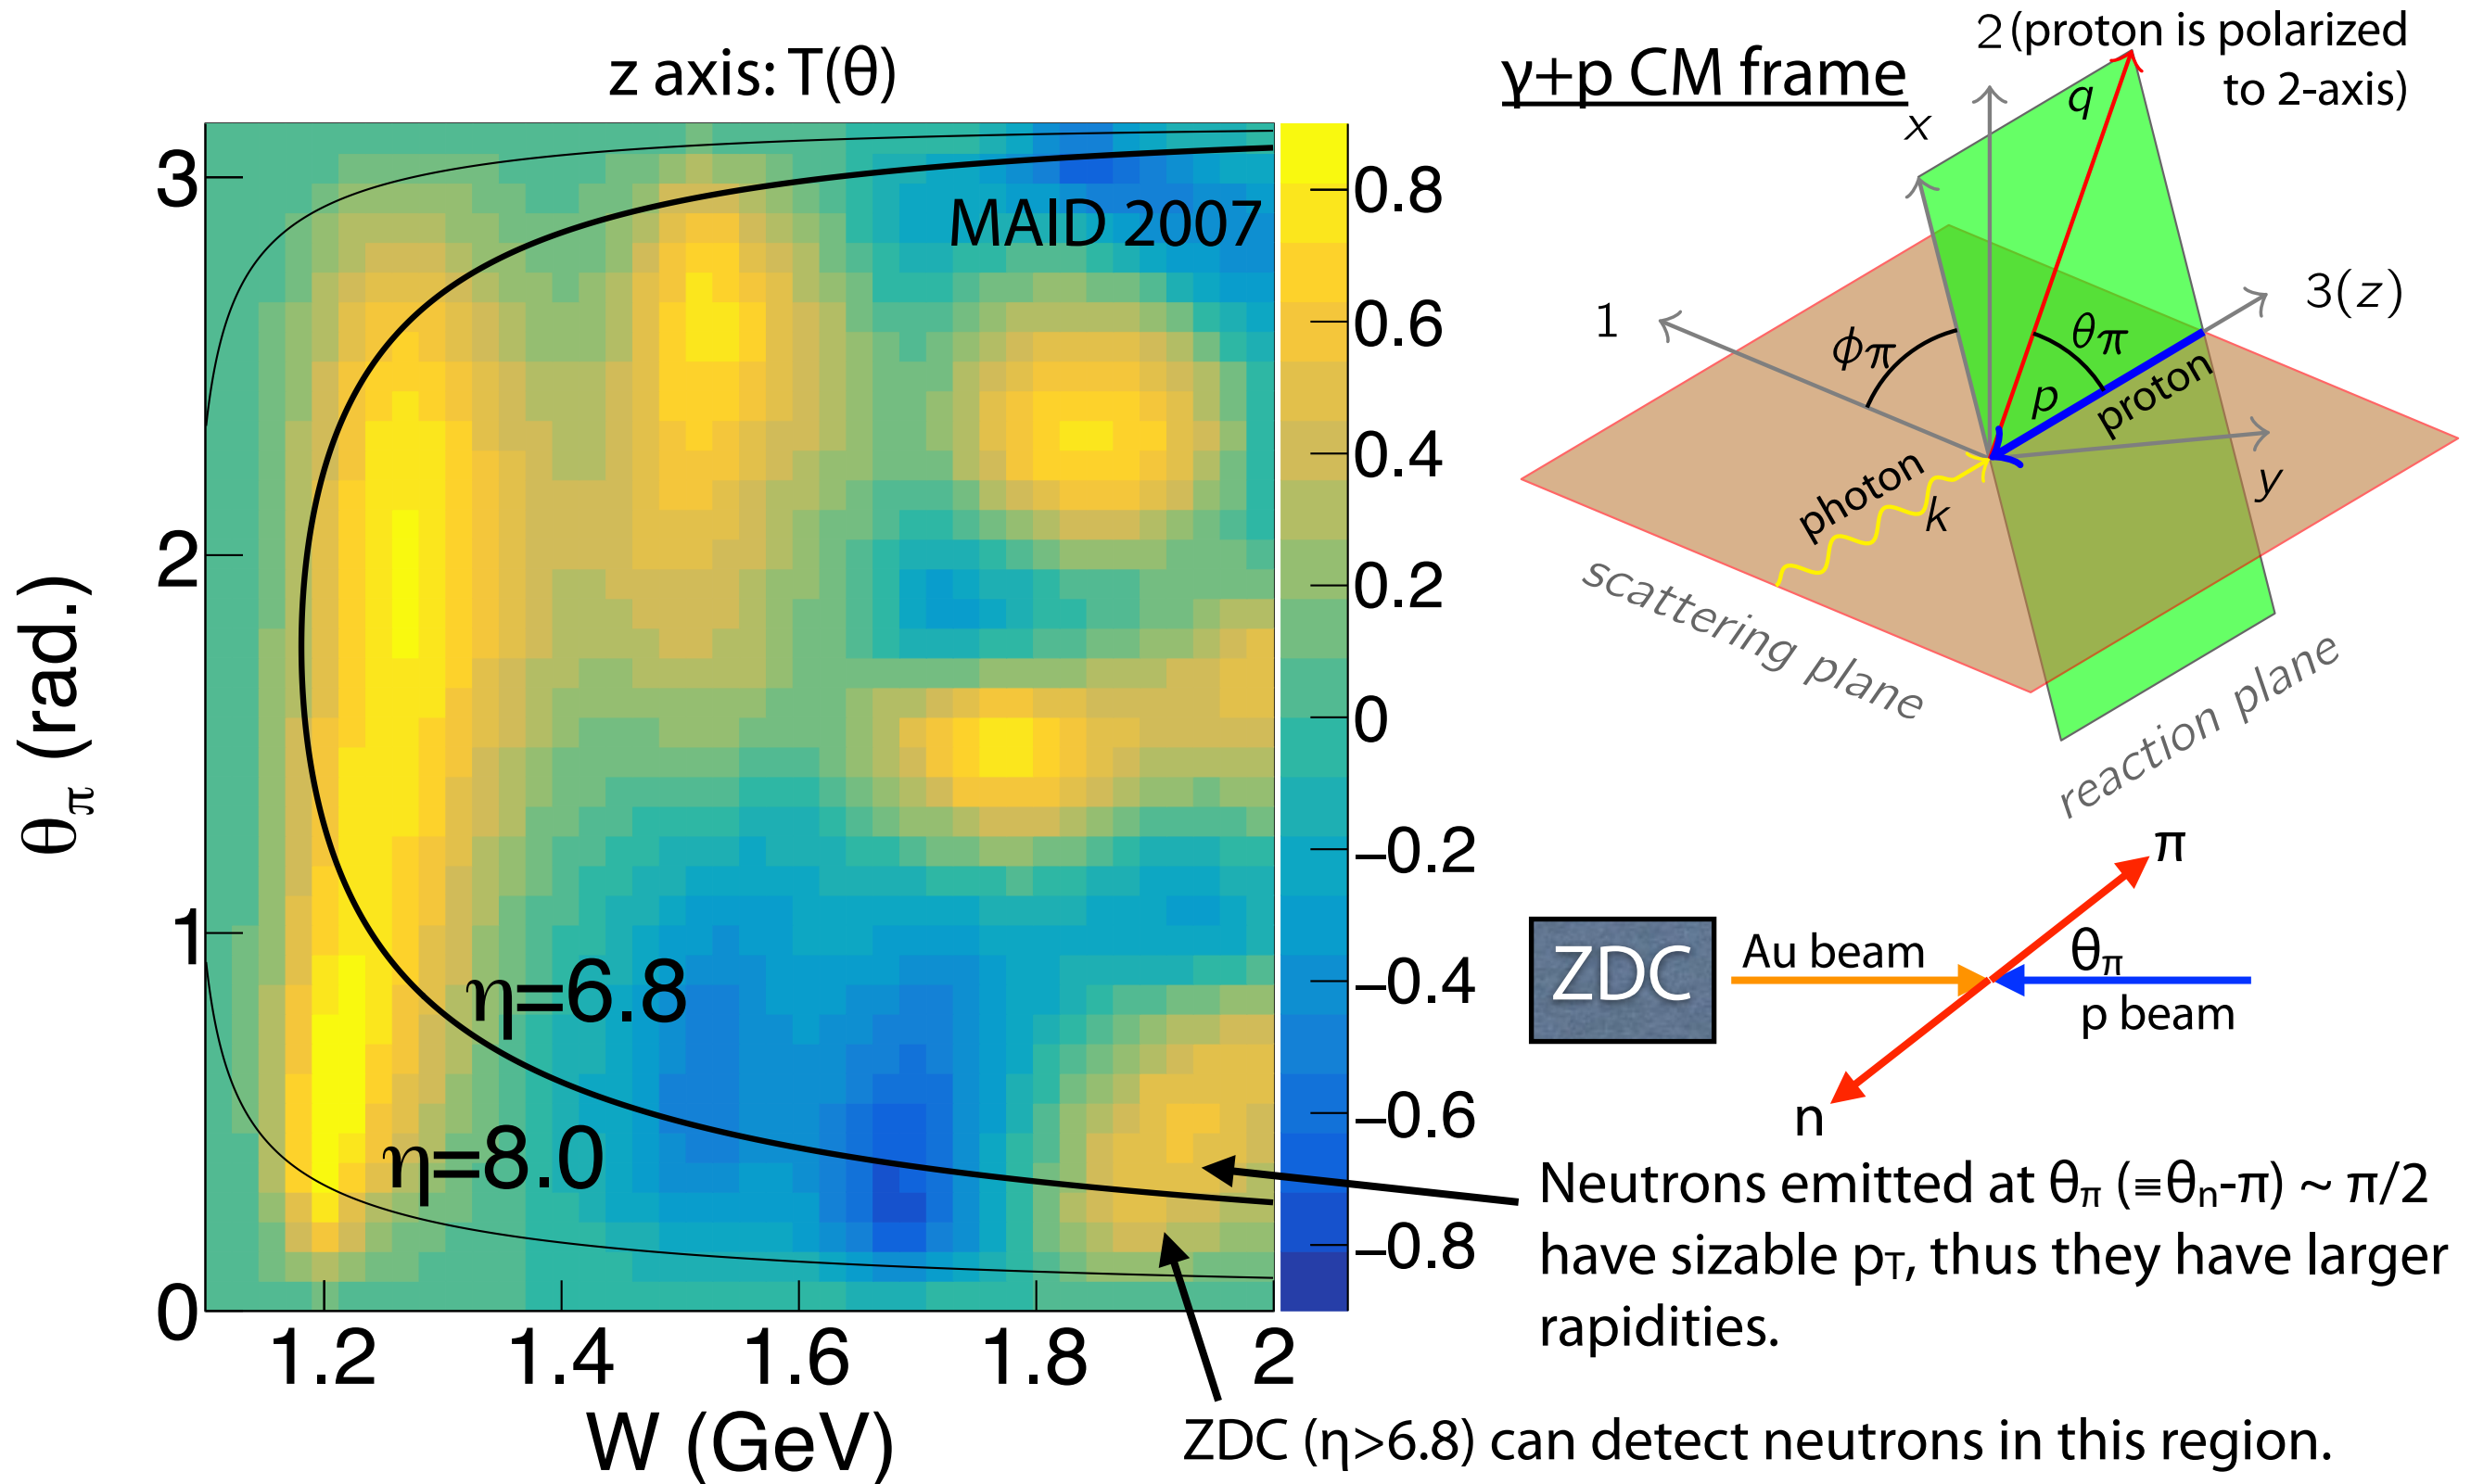 z axis: T(θ)
MAID 2007
η=6.8
η=8.0
3
2
1
0
θπ (rad.)
1.2 1.4 1.6 1.8 2
W (GeV)
0.8
0.6
0.4
0.2
0
−0.2
−0.4
−0.6
−0.8
γ+p CM frame
2 (proton is polarized
to 2-axis)
x
q
3(z)
1
ϕπ
θπ
p
proton
photon
k
y
scattering plane
reaction plane
π
ZDC
Au beam
θπ
p beam
n
Neutrons emitted at θπ (≡θn-π) ~ π/2
have sizable pT, thus they have larger
rapidities.
ZDC (η>6.8) can detect neutrons in this region.